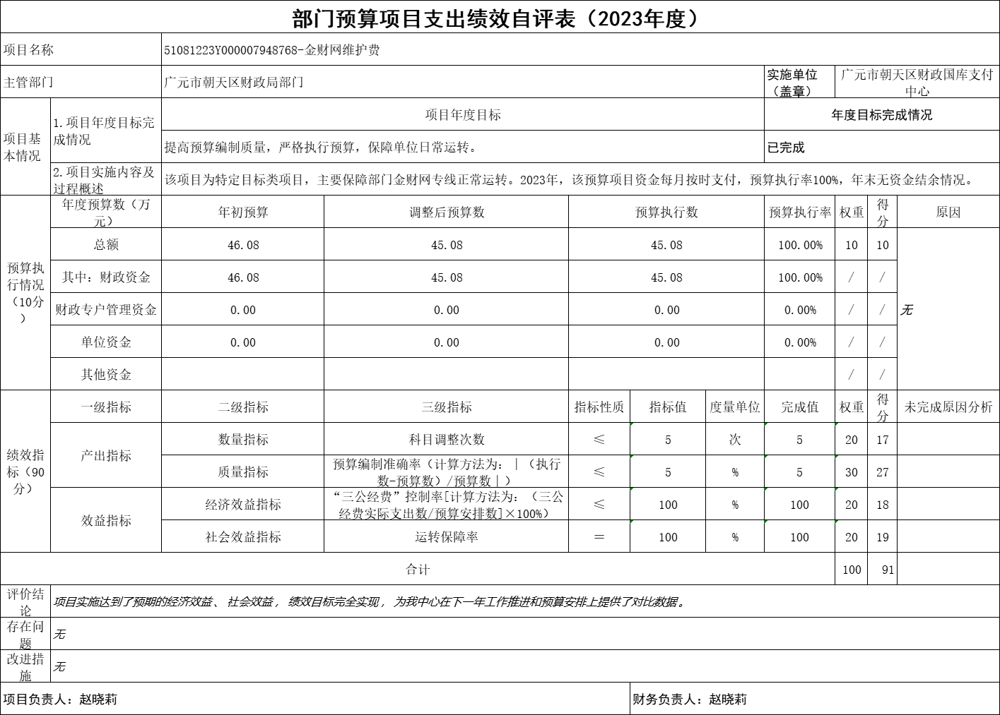 部门预算项目支出绩效自评表（2023年度）
项目名称
51081223Y000007948768-金财网维护费
主管部门
广元市朝天区财政局部门
实施单位
（盖章）
广元市朝天区财政国库支付
中心
项目基
本情况
1.项目年度目标完
成情况
项目年度目标
年度目标完成情况
提高预算编制质量，严格执行预算，保障单位日常运转。
已完成
2.项目实施内容及
过程概述
该项目为特定目标类项目，主要保障部门金财网专线正常运转。2023年，该预算项目资金每月按时支付，预算执行率100%，年末无资金结余情况。
预算执
行情况
（10分
）
年度预算数（万
元）
年初预算
调整后预算数
预算执行数
预算执行率
权重
得
分
原因
总额
46.08
45.08
45.08
100.00%
10
10
无
其中：财政资金
46.08
45.08
45.08
100.00%
/
/
财政专户管理资金
0.00
0.00
0.00
0.00%
/
/
单位资金
0.00
0.00
0.00
0.00%
/
/
其他资金
/
/
绩效指
标（90
分）
一级指标
二级指标
三级指标
指标性质
指标值
度量单位
完成值
权重
得
分
未完成原因分析
产出指标
数量指标
科目调整次数
≤
5
次
5
20
17
质量指标
预算编制准确率（计算方法为：｜（执行
数-预算数）/预算数｜）
≤
5
%
5
30
27
效益指标
经济效益指标
“三公经费”控制率[计算方法为：（三公
经费实际支出数/预算安排数]×100%）
≤
100
%
100
20
18
社会效益指标
运转保障率
＝
100
%
100
20
19
合计
100
91
评价结
论
项目实施达到了预期的经济效益、社会效益，绩效目标完全实现，为我中心在下一年工作推进和预算安排上提供了对比数据。
存在问
题
无
改进措
施
无
项目负责人：赵晓莉
财务负责人：赵晓莉